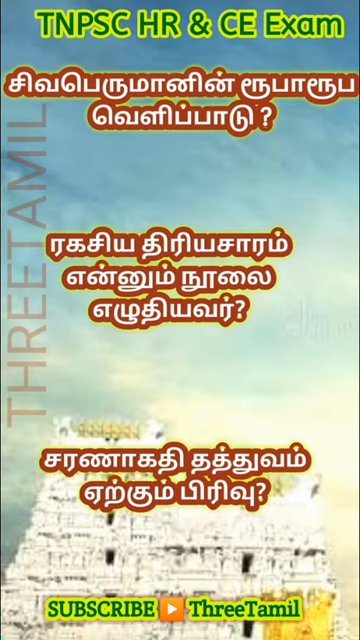 TNPSC HR & CE Exam
சிவபெருமானின் ரூபாரூப
வெளிப்பாடு ?
THREETAMIL
ரகசிய திரியசாரம்
என்னும் நூலை
எழுதியவர்?
சரணாகதி தத்துவம்
ஏற்கும் பிரிவு?
SUBSCRIBE ▶️ ThreeTamil